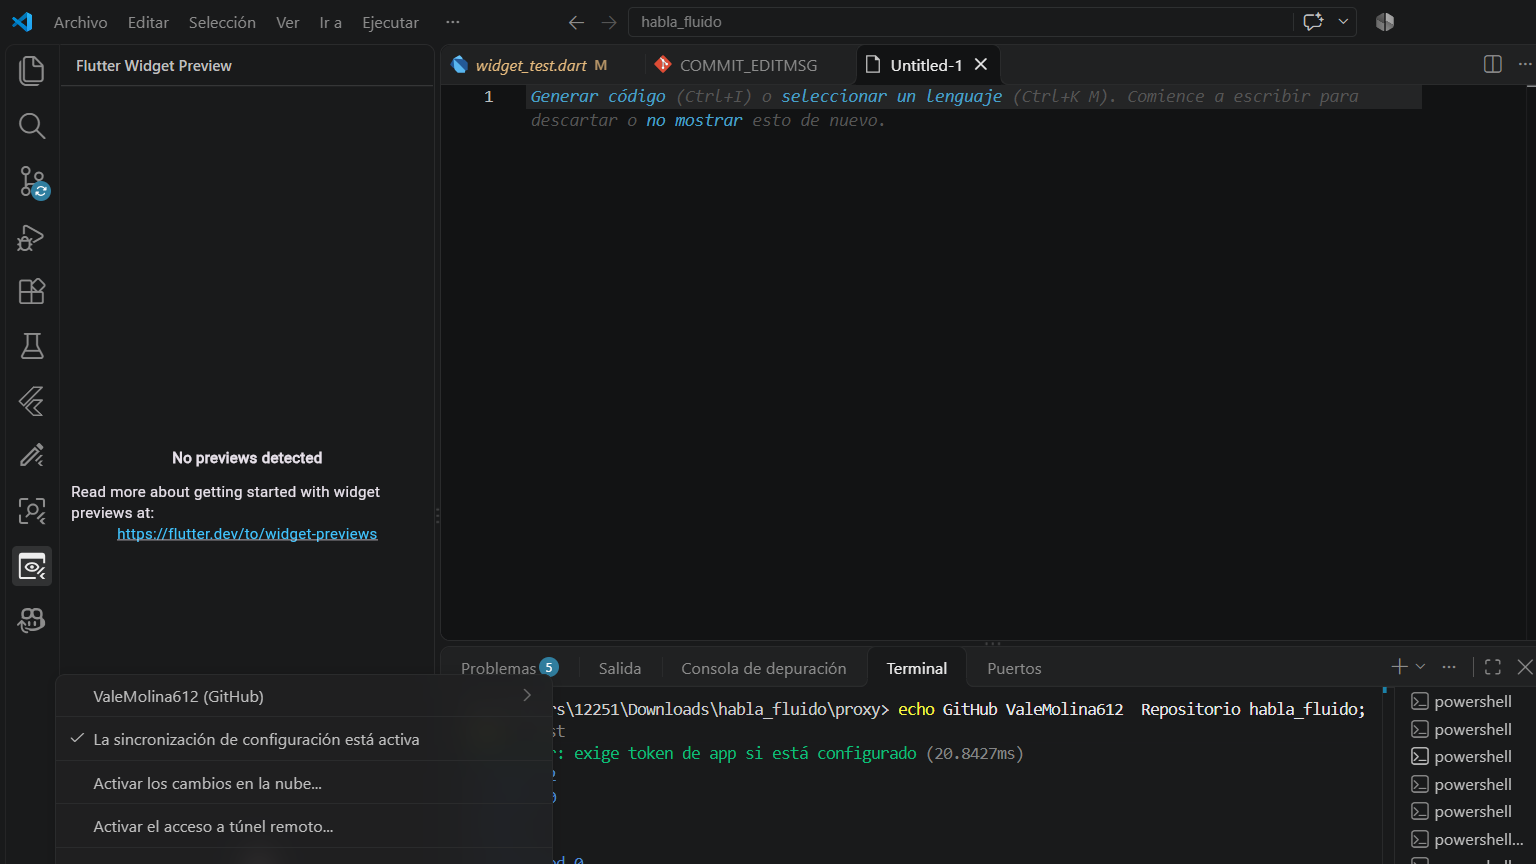 Archivo Editar Selección Ver Ir a Ejecutar ··· habla_fluido
Flutter Widget Preview
widget_test.dart M COMMIT_EDITMSG Untitled-1
1 Generar código (Ctrl+I) o seleccionar un lenguaje (Ctrl+K M). Comience a escribir para
descartar o no mostrar esto de nuevo.
No previews detected
Read more about getting started with widget
previews at:
https://flutter.dev/to/widget-previews
Problemas 5 Salida Consola de depuración Terminal Puertos
ValeMolina612 (GitHub)
La sincronización de configuración está activa
Activar los cambios en la nube...
Activar el acceso a túnel remoto...
rs\12251\Downloads\habla_fluido\proxy> echo GitHub ValeMolina612 Repositorio habla_fluido;
st
r: exige token de app si está configurado (20.8427ms)
2
0
ed 0
powershell
powershell
powershell
powershell
powershell
powershell...